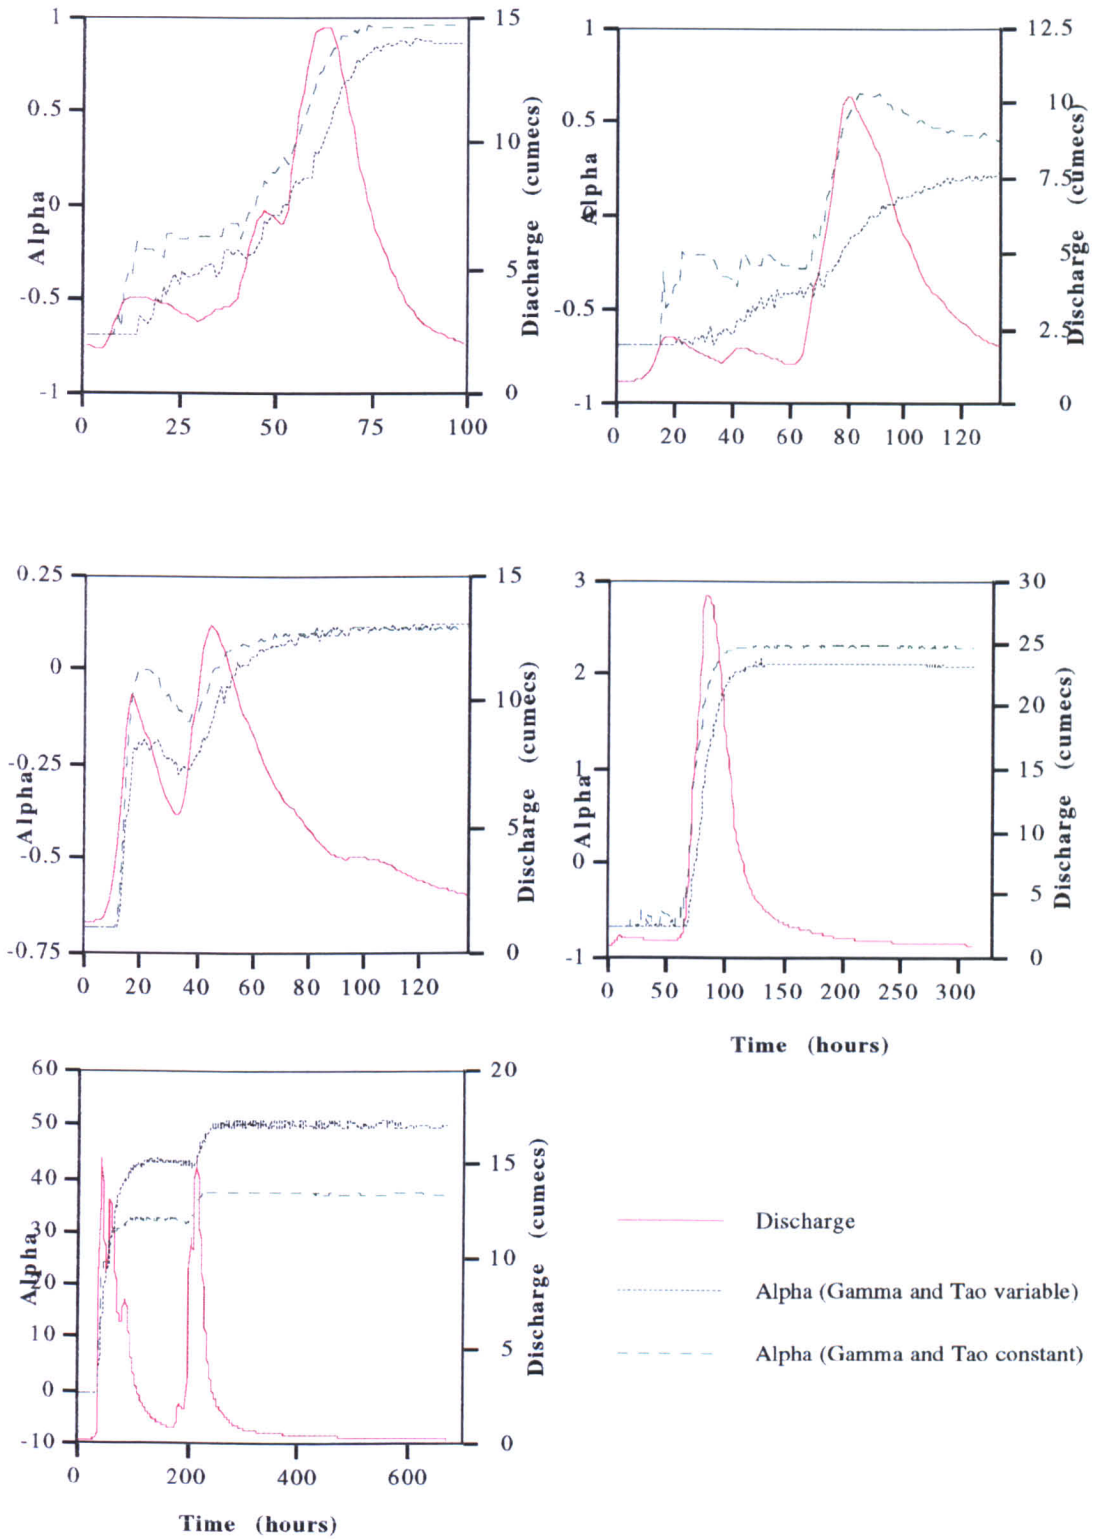 1
0.5
0
-0.5
-1
Alpha
0 25 50 75 100
15
10
5
0
Diacharge (cumecs)
1
0.5
0
-0.5
-1
Alpha
0 20 40 60 80 100 120
12.5
10
7.5
5
2.5
0
Discharge (cumecs)
0.25
0
-0.25
-0.5
-0.75
Alpha
0 20 40 60 80 100 120
15
10
5
0
Discharge (cumecs)
3
2
1
0
-1
Alpha
0 50 100 150 200 250 300
30
25
20
15
10
5
0
Discharge (cumecs)
Time (hours)
60
50
40
30
20
10
0
-10
Alpha
0 200 400 600
20
15
10
5
0
Discharge (cumecs)
Time (hours)
Discharge
Alpha (Gamma and Tao variable)
Alpha (Gamma and Tao constant)